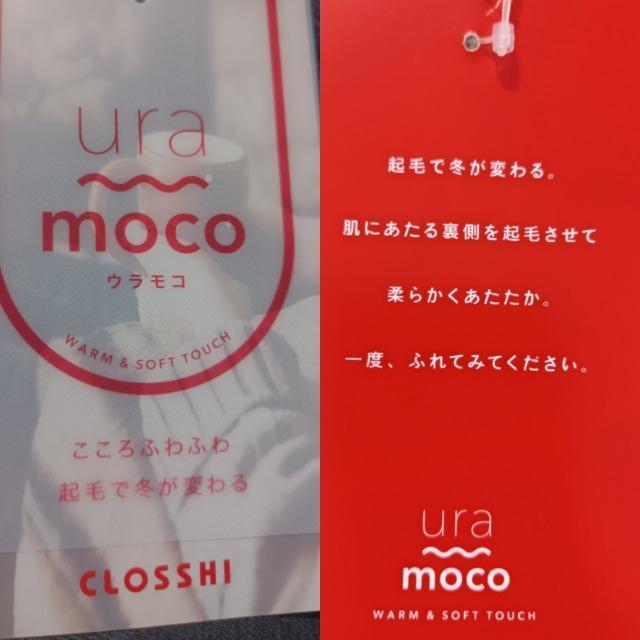 ura
moco
ウラモコ
WARM & SOFT TOUCH
こころふわふわ
起毛で冬が変わる
CLOSSHI
起毛で冬が変わる。
肌にあたる裏側を起毛させて
柔らかくあたたか。
一度、ふれてみてください。
ura
moco
WARM & SOFT TOUCH